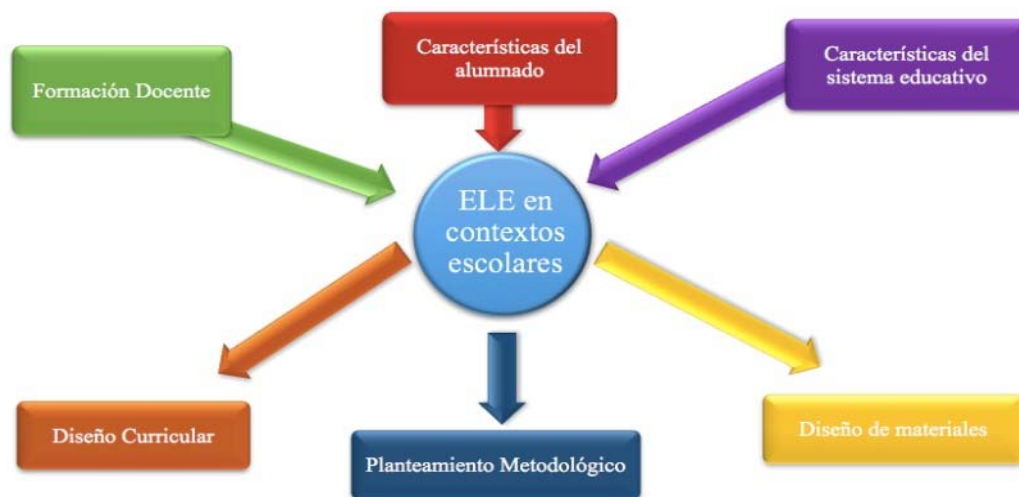 Formación Docente
Características del
alumnado
Características del
sistema educativo
ELE en
contextos
escolares
Diseño Curricular
Planteamiento Metodológico
Diseño de materiales